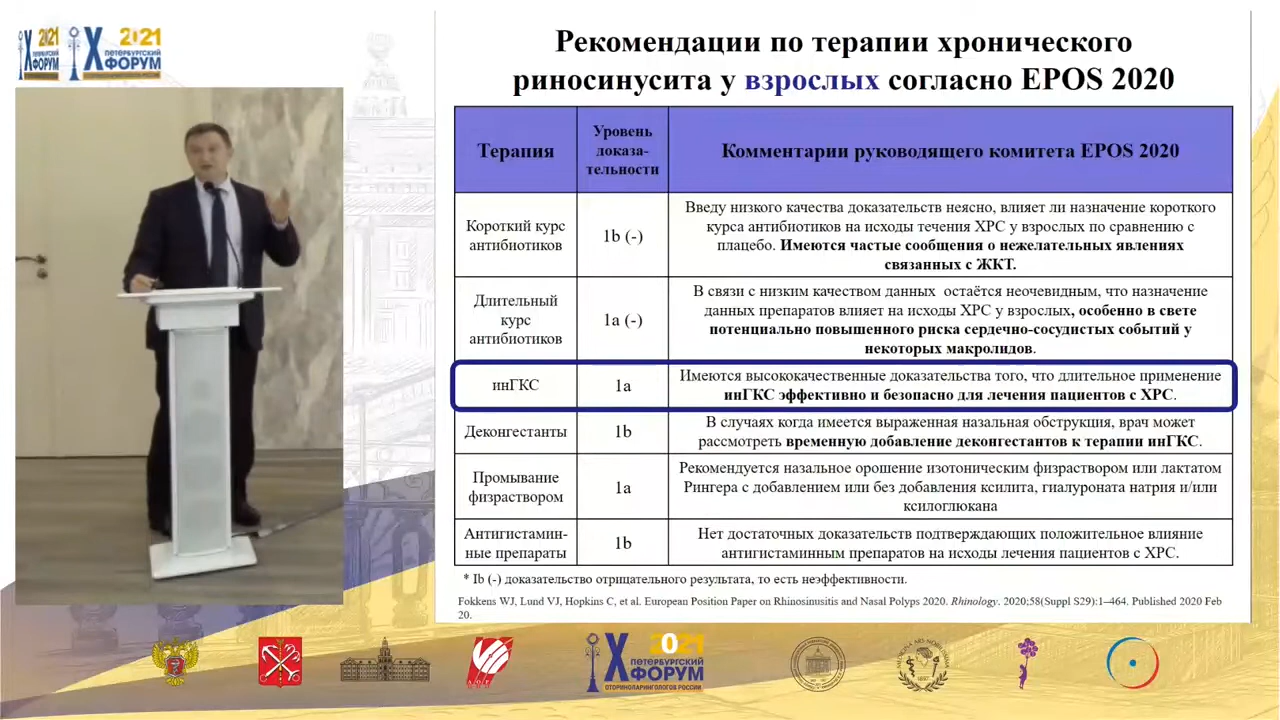 2021
X
ПЕТЕРБУРГСКИЙ
ФОРУМ
2021
X
ПЕТЕРБУРГСКИЙ
ФОРУМ
ОТОРИНОЛАРИНГОЛОГОВ РОССИИ
Рекомендации по терапии хронического
риносинусита у взрослых согласно EPOS 2020
Терапия
Уровень
доказа-
тельности
Комментарии руководящего комитета EPOS 2020
Короткий курс
антибиотиков
1b (-)
Введу низкого качества доказательств неясно, влияет ли назначение короткого
курса антибиотиков на исходы течения ХРС у взрослых по сравнению с
плацебо. Имеются частые сообщения о нежелательных явлениях
связанных с ЖКТ.
Длительный
курс
антибиотиков
1a (-)
В связи с низким качеством данных остаётся неочевидным, что назначение
данных препаратов влияет на исходы ХРС у взрослых, особенно в свете
потенциально повышенного риска сердечно-сосудистых событий у
некоторых макролидов.
инГКС
1a
Имеются высококачественные доказательства того, что длительное применение
инГКС эффективно и безопасно для лечения пациентов с ХРС.
Деконгестанты
1b
В случаях когда имеется выраженная назальная обструкция, врач может
рассмотреть временную добавление деконгестантов к терапии инГКС.
Промывание
физраствором
1a
Рекомендуется назальное орошение изотоническим физраствором или лактатом
Рингера с добавлением или без добавления ксилита, гиалуроната натрия и/или
ксилоглюкана
Антигистамин-
ные препараты
1b
Нет достаточных доказательств подтверждающих положительное влияние
антигистаминным препаратов на исходы лечения пациентов с ХРС.
* Ib (-) доказательство отрицательного результата, то есть неэффективности.
Fokkens WJ, Lund VJ, Hopkins C, et al. European Position Paper on Rhinosinusitis and Nasal Polyps 2020. Rhinology. 2020;58(Suppl S29):1–464. Published 2020 Feb
20.
X
2021
ПЕТЕРБУРГСКИЙ
ФОРУМ
ОТОРИНОЛАРИНГОЛОГОВ РОССИИ